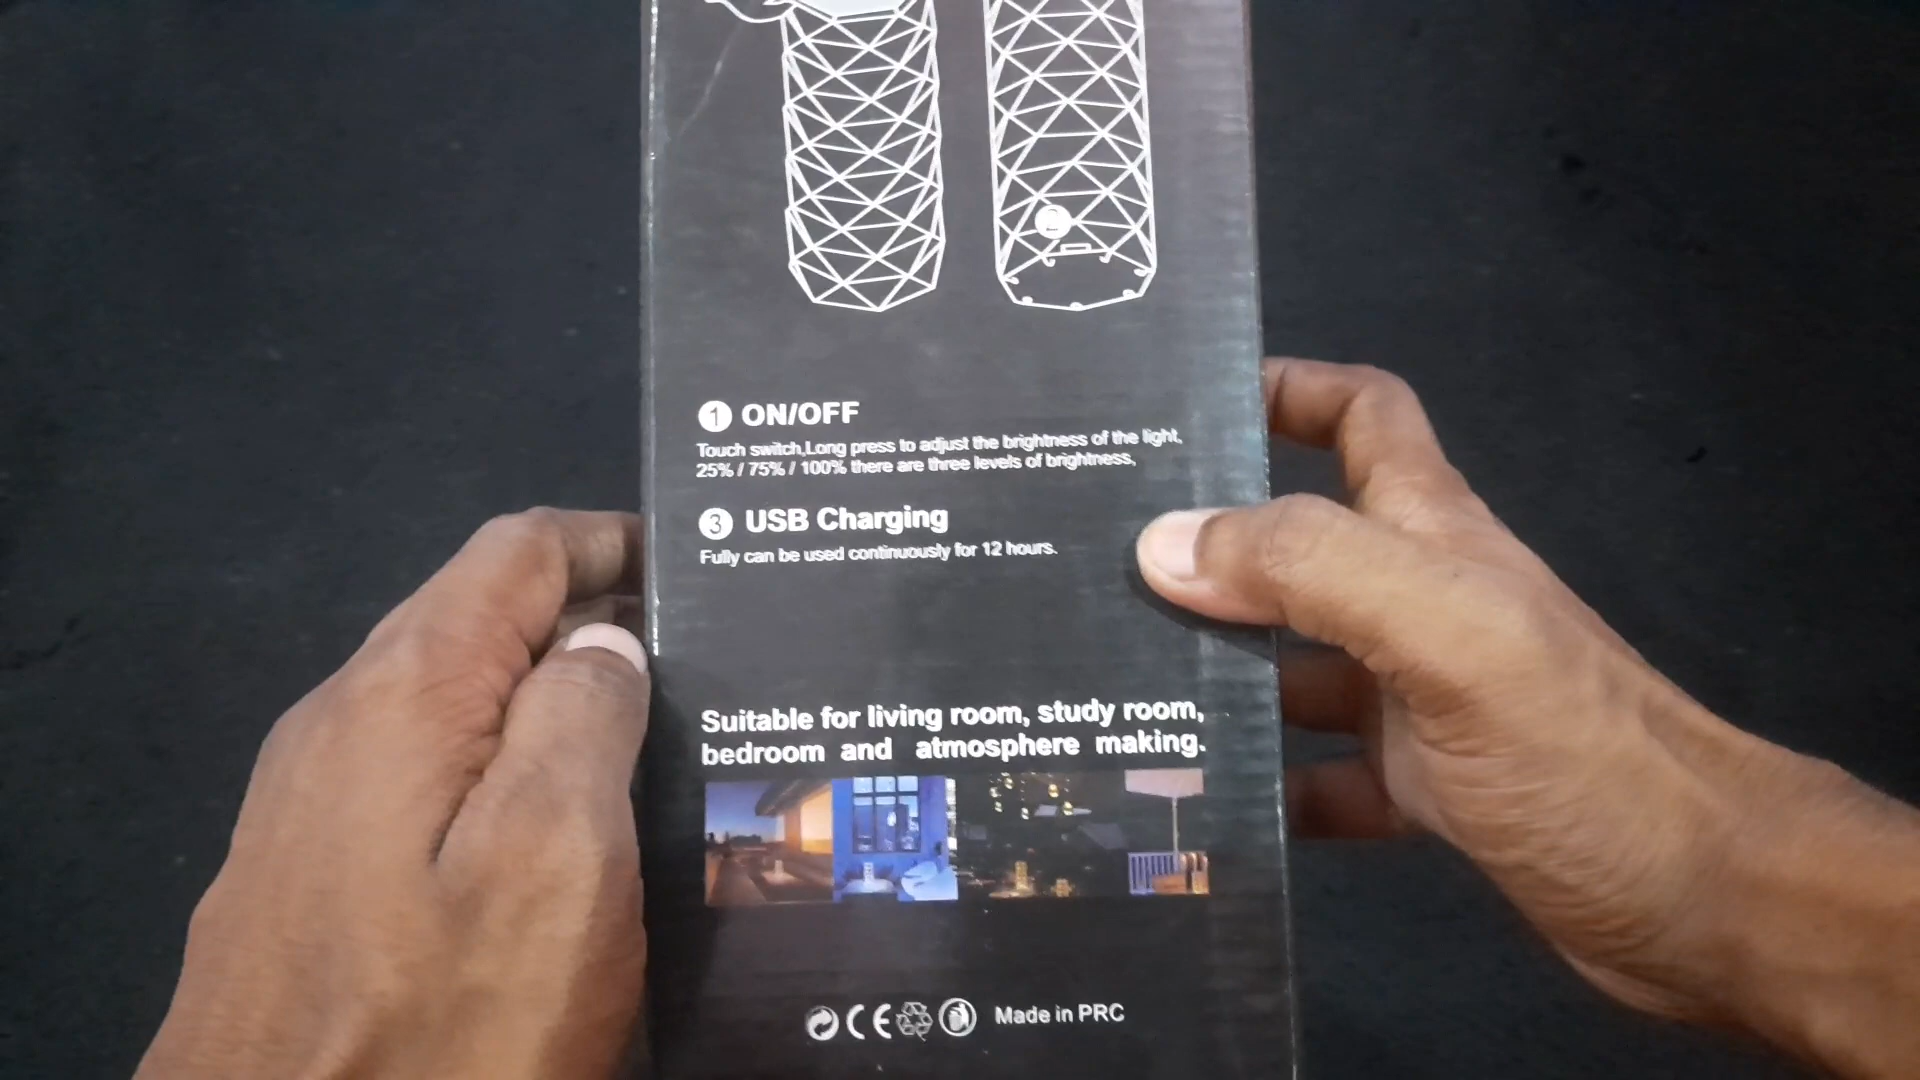 2
1 ON/OFF
Touch switch,Long press to adjust the brightness of the light,
25% / 75% / 100% there are three levels of brightness,
3 USB Charging
Fully can be used continuously for 12 hours.
Suitable for living room, study room,
bedroom and atmosphere making.
CE Made in PRC